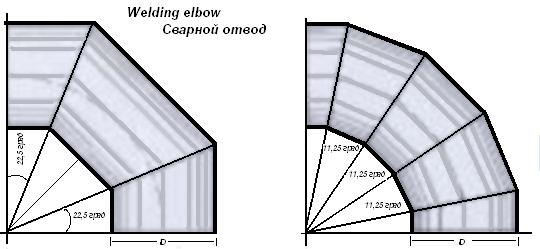 Welding elbow
Сварной отвод
22,5 град
22,5 град
D
11,25 град
11,25 град
11,25 град
D